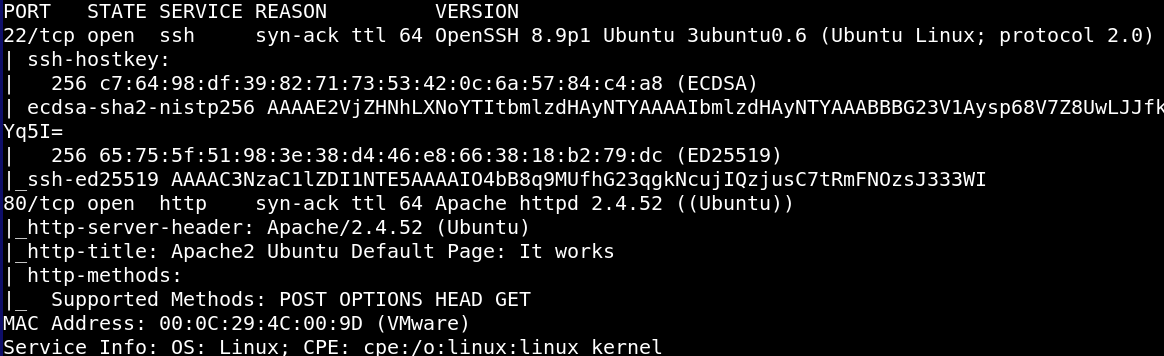 PORT   STATE SERVICE REASON         VERSION
22/tcp open  ssh     syn-ack ttl 64 OpenSSH 8.9p1 Ubuntu 3ubuntu0.6 (Ubuntu Linux; protocol 2.0)
| ssh-hostkey:
|   256 c7:64:98:df:39:82:71:73:53:42:0c:6a:57:84:c4:a8 (ECDSA)
| ecdsa-sha2-nistp256 AAAAE2VjZHNhLXNoYTItbmlzdHAyNTYAAAAIbmlzdHAyNTYAAABBBG23V1Aysp68V7Z8UwLJJfk
Yq5I=
|   256 65:75:5f:51:98:3e:38:d4:46:e8:66:38:18:b2:79:dc (ED25519)
|_ssh-ed25519 AAAAC3NzaC1lZDI1NTE5AAAAIO4bB8q9MUfhG23qgkNcujIQzjusC7tRmFNOzsJ333WI
80/tcp open  http    syn-ack ttl 64 Apache httpd 2.4.52 ((Ubuntu))
|_http-server-header: Apache/2.4.52 (Ubuntu)
|_http-title: Apache2 Ubuntu Default Page: It works
| http-methods:
|_  Supported Methods: POST OPTIONS HEAD GET
MAC Address: 00:0C:29:4C:00:9D (VMware)
Service Info: OS: Linux; CPE: cpe:/o:linux:linux_kernel